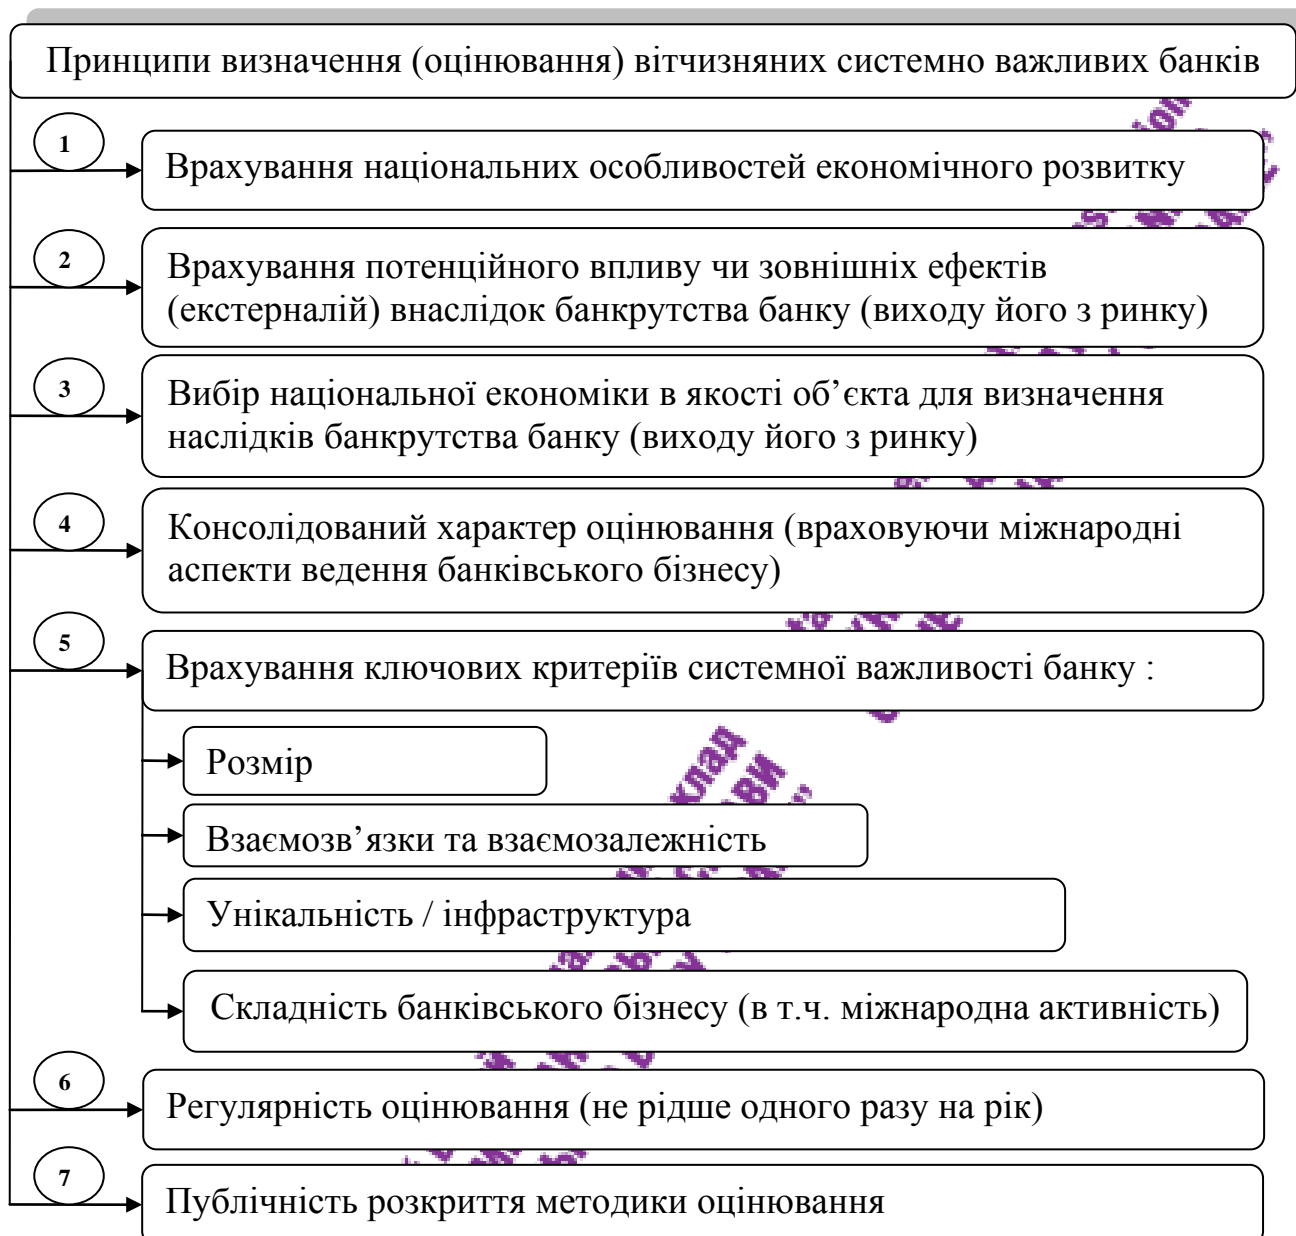 Принципи визначення (оцінювання) вітчизняних системно важливих банків
1
Врахування національних особливостей економічного розвитку
2
Врахування потенційного впливу чи зовнішніх ефектів
(екстерналій) внаслідок банкрутства банку (виходу його з ринку)
3
Вибір національної економіки в якості об’єкта для визначення
наслідків банкрутства банку (виходу його з ринку)
4
Консолідований характер оцінювання (враховуючи міжнародні
аспекти ведення банківського бізнесу)
5
Врахування ключових критеріїв системної важливості банку :
Розмір
Взаємозв’язки та взаємозалежність
Унікальність / інфраструктура
Складність банківського бізнесу (в т.ч. міжнародна активність)
6
Регулярність оцінювання (не рідше одного разу на рік)
7
Публічність розкриття методики оцінювання